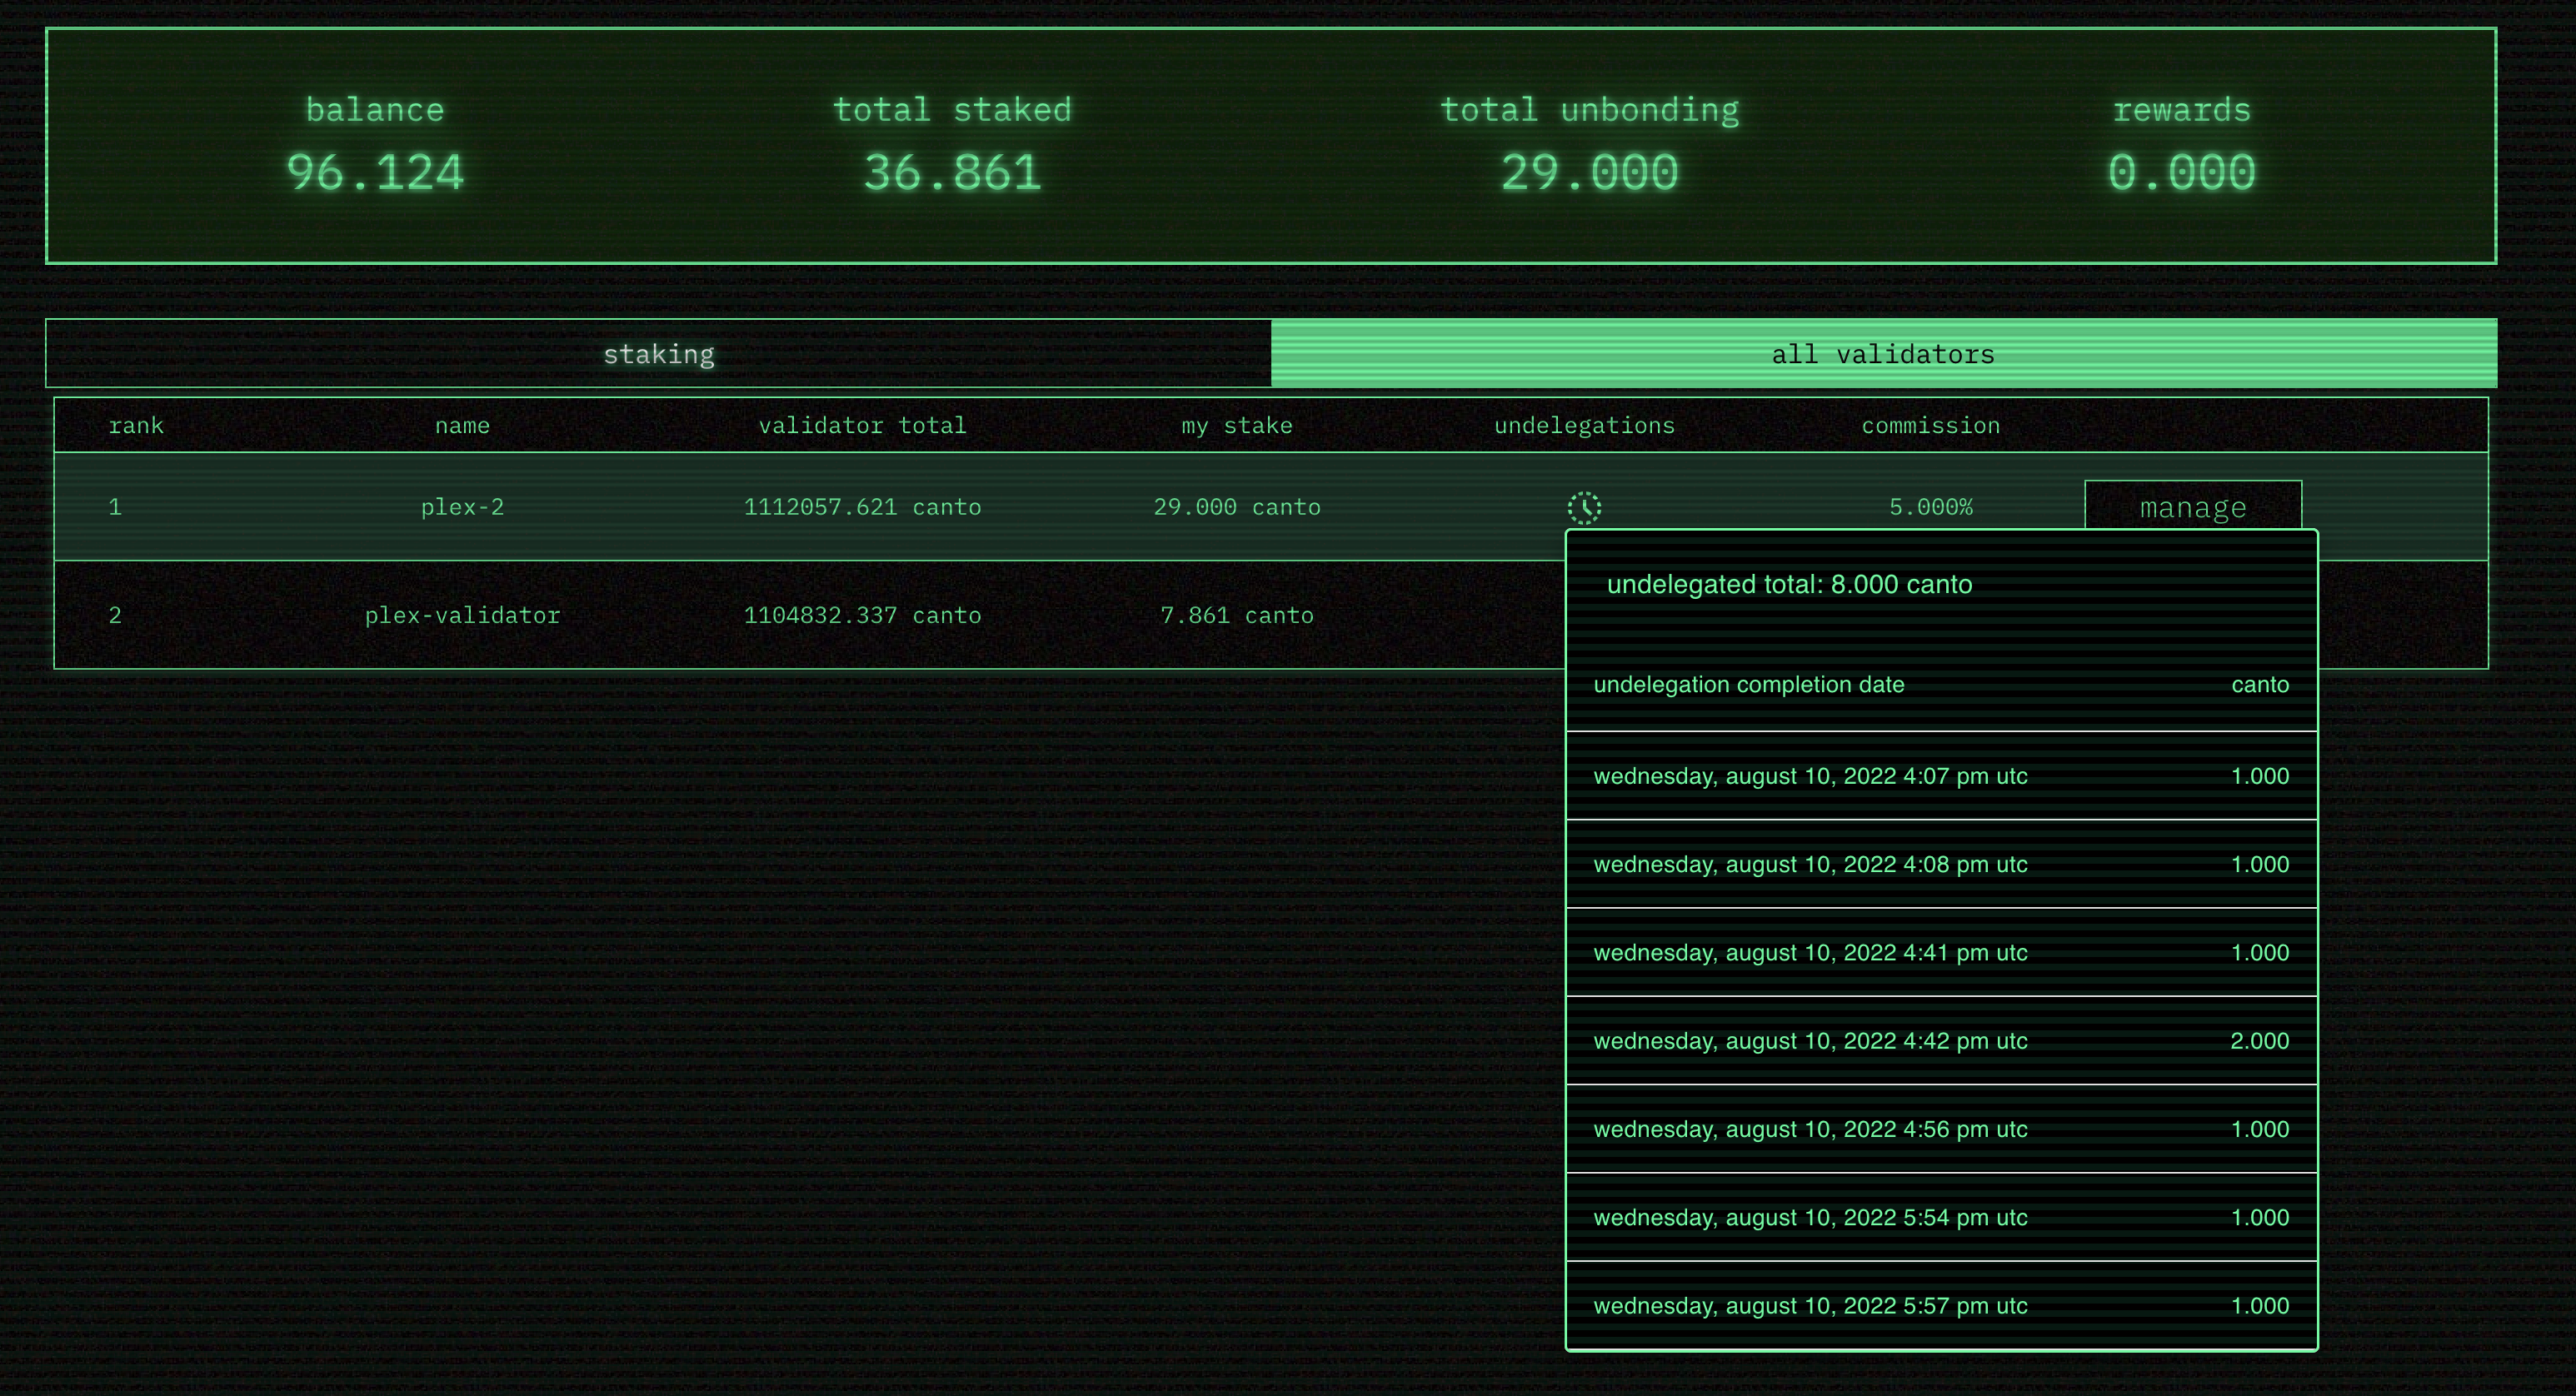 balance total staked total unbonding rewards
96.124 36.861 29.000 0.000
staking all validators
rank name validator total my stake undelegations commission
1 plex-2 1112057.621 canto 29.000 canto 5.000% manage
undelegated total: 8.000 canto
2 plex-validator 1104832.337 canto 7.861 canto
undelegation completion date canto
wednesday, august 10, 2022 4:07 pm utc 1.000
wednesday, august 10, 2022 4:08 pm utc 1.000
wednesday, august 10, 2022 4:41 pm utc 1.000
wednesday, august 10, 2022 4:42 pm utc 2.000
wednesday, august 10, 2022 4:56 pm utc 1.000
wednesday, august 10, 2022 5:54 pm utc 1.000
wednesday, august 10, 2022 5:57 pm utc 1.000